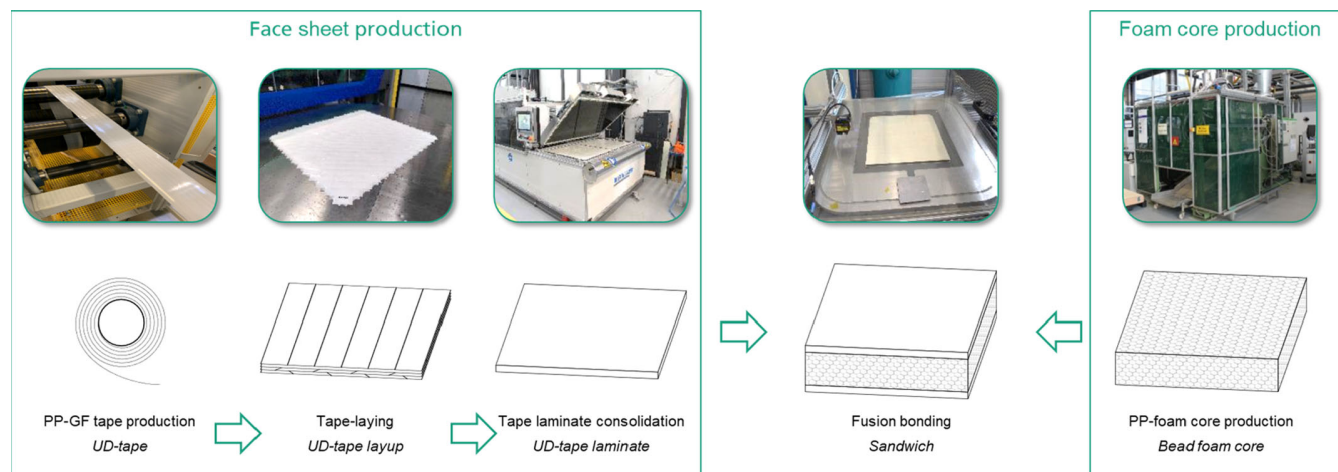 Face sheet production
Foam core production
PP-GF tape production
UD-tape
Tape-laying
UD-tape layup
Tape laminate consolidation
UD-tape laminate
Fusion bonding
Sandwich
PP-foam core production
Bead foam core